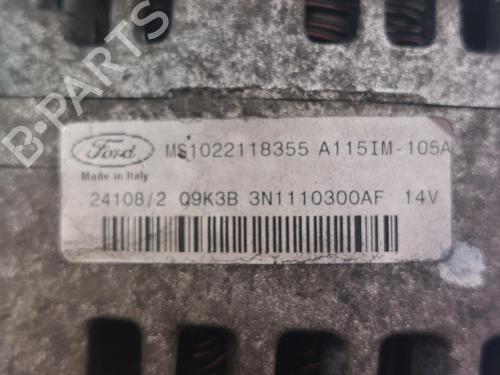 Ford
Made in Italy
MS1022118355 A115IM-105A
24108/2 Q9K3B 3N1110300AF 14V
B-PARTS